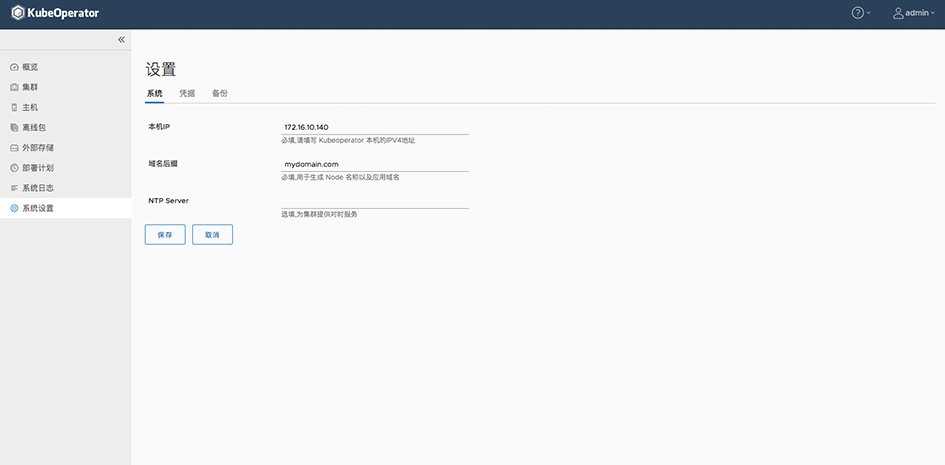 KubeOperator
admin
概览
集群
主机
离线包
外部存储
部署计划
系统日志
系统设置
设置
系统 凭据 备份
本机IP 172.16.10.140
必填,请填写 Kubeoperator 本机的IPV4地址
域名后缀 mydomain.com
必填,用于生成 Node 名称以及应用域名
NTP Server
选填,为集群提供对时服务
保存 取消